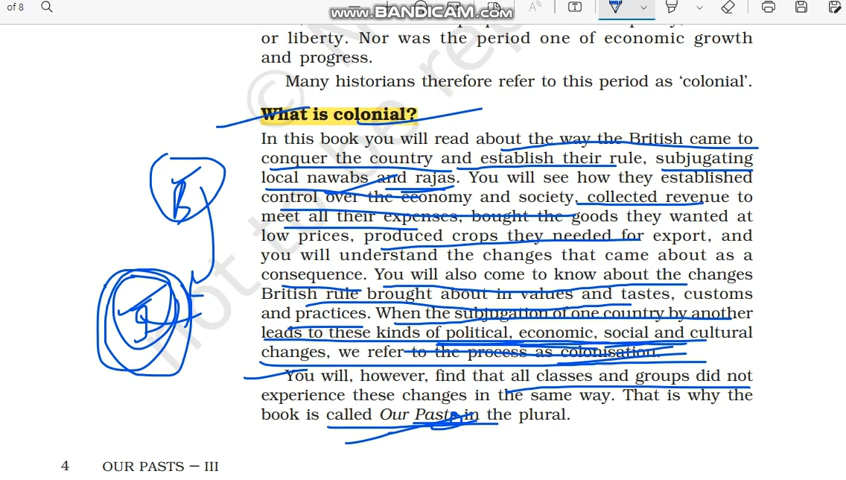 www.BANDICAM.com
of 8
or liberty. Nor was the period one of economic growth
and progress.
Many historians therefore refer to this period as ‘colonial’.
What is colonial?
In this book you will read about the way the British came to
conquer the country and establish their rule, subjugating
local nawabs and rajas. You will see how they established
control over the economy and society, collected revenue to
meet all their expenses, bought the goods they wanted at
low prices, produced crops they needed for export, and
you will understand the changes that came about as a
consequence. You will also come to know about the changes
British rule brought about in values and tastes, customs
and practices. When the subjugation of one country by another
leads to these kinds of political, economic, social and cultural
changes, we refer to the process as colonisation.
You will, however, find that all classes and groups did not
experience these changes in the same way. That is why the
book is called Our Pasts in the plural.
4 OUR PASTS – III